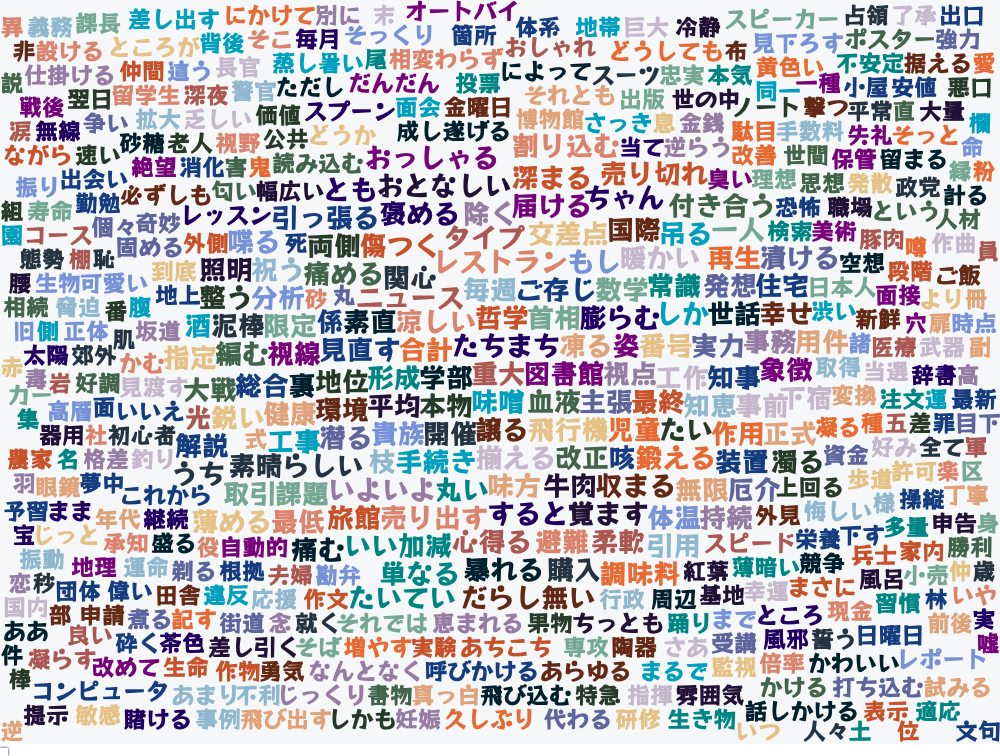 異 義務 課長 差し出す にかけて 別に 末 オートバイ 体系 地帯 巨大 冷静 スピーカー 占領 了承 出口
非 設ける ところが 背後 そこ 毎月 そっくり 箇所 おしゃれ どうしても 布 見下ろす ポスター 強力
説 仕掛ける 仲間 違う 長官 蒸し暑い 尾 相変わらず によって スーツ 忠実 本気 黄色い 不安定 据える 愛
戦後 翌日 留学生 深夜 警官 ただし だんだん 投票 それとも 出版 世の中 同一 一種 小屋 安値 悪口
涙 無線 争い 拡大 乏しい 価値 スプーン 面会 金曜日 博物館 さっき 息 金銭 ノート 撃つ 平常 直 大量 欄
ながら 速い 砂糖 老人 視野 公共 どうか 成し遂げる 割り込む 当て 逆らう 駄目 手数料 失礼 そっと 命
振り 出会い 絶望 消化 害 鬼 読み込む おっしゃる 深まる 売り切れ 臭い 改善 世間 保管 留まる 緑 粉
組 寿命 勤勉 必ずしも 匂い 幅広い とも おとなしい 届ける ちゃん 付き合う 理想 思想 発散 政党 計る
園 コース 個々 奇妙 レッスン 引っ張る 褒める 除く タイプ 交差点 国際 吊る 一人 恐怖 職場 という 人材
態勢 棚 恥 固める 外側 喋る 死 両側 傷つく レストラン もし 暖かい 再生 漬ける 検索 美術 豚肉 噂 作曲 員
腰 生物 可愛い 到底 照明 祝う 痛める 関心 毎週 ご存じ 数学 常識 発想 住宅 日本人 空想 段階 ご飯
相続 脅迫 番 腹 地上 整う 分析 砂 丸 ニュース 首相 膨らむ しか 世話 幸せ 渋い 面接 より 冊
旧 側 正体 肌 坂道 酒 泥棒 限定 係 素直 涼しい 哲学 新鮮 穴 扉 時点
赤 太陽 郊外 かむ 指定 編む 視線 見直す 合計 たちまち 凍る 姿 番号 実力 事務 用件 諸 医療 武器 副
カー 毒 岩 好調 見渡す 大戦 総合 裏 地位 形成 学部 重大 図書館 視点 工作 知事 象徴 取得 当選 辞書 高
集 高層 面 いいえ 光 鋭い 健康 環境 平均 本物 味噌 血液 主張 最終 知恵 事前 宿 変換 注文 運 最新
器用 社 初心者 解説 式 工事 潜る 貴族 開催 譲る 飛行機 児童 たい 作用 正式 凝る 種 五 差 罪 目下
農家 名 格差 釣り うち 素晴らしい 枝 手続き 揃える 改正 咳 鍛える 装置 濁る 資金 好み 全て 軍
羽 眼鏡 夢中 これから 取引 課題 いよいよ 丸い 味方 牛肉 収まる 無限 厄介 上回る 歩道 許可 楽 区
予習 まま 年代 継続 薄める 最低 旅館 売り出す すると 覚ます 体温 持続 外見 悔しい 様 操縦 丁寧
宝 じっと 承知 盛る 役 自動的 痛む いい加減 心得る 避難 柔軟 引用 スピード 栄養 下す 多量 申告 身
振動 地理 運命 剃る 根拠 夫婦 勘弁 単なる 暴れる 購入 調味料 紅葉 薄暗い 競争 兵士 家内 勝利
恋 秒 団体 偉い 田舎 違反 応援 作文 たいてい だらし無い 行政 周辺 基地 幸運 まさに 風呂 小売 仲 歳
国内 部 申請 煮る 記す 街道 念 就く それでは 恵まれる 果物 ちっとも 踊り まで ところ 現金 習慣 林 いや
ああ 良い 砕く 茶色 差し引く そば 増やす 実験 あちこち 専攻 陶器 さあ 受講 風邪 誓う 日曜日 前後 実
件 凝らす 改めて 生命 作物 勇気 なんとなく 呼びかける あらゆる まるで 監視 倍率 かわいい レポート 嘘
棒 コンピュータ あまり 不利 じっくり 書物 真っ白 飛び込む 特急 指揮 雰囲気 かける 打ち込む 試みる
提示 敏感 賭ける 事例 飛び出す しかも 妊娠 久しぶり 代わる 研修 生き物 話しかける 表示 適応
逆 いつ 人々 土 位 文句